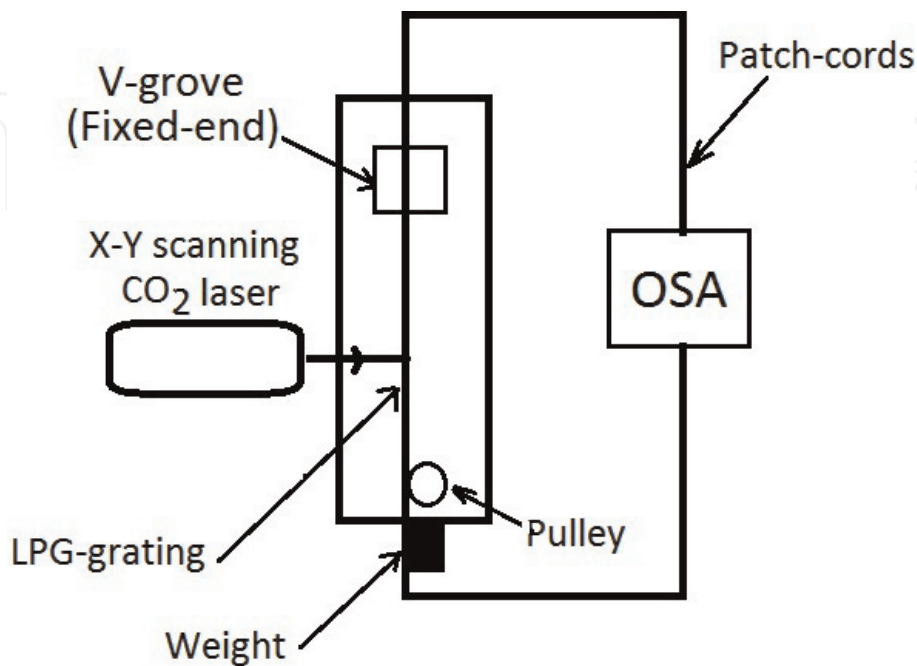 V-grove
(Fixed-end)
Patch-cords
X-Y scanning
CO2 laser
OSA
LPG-grating
Pulley
Weight